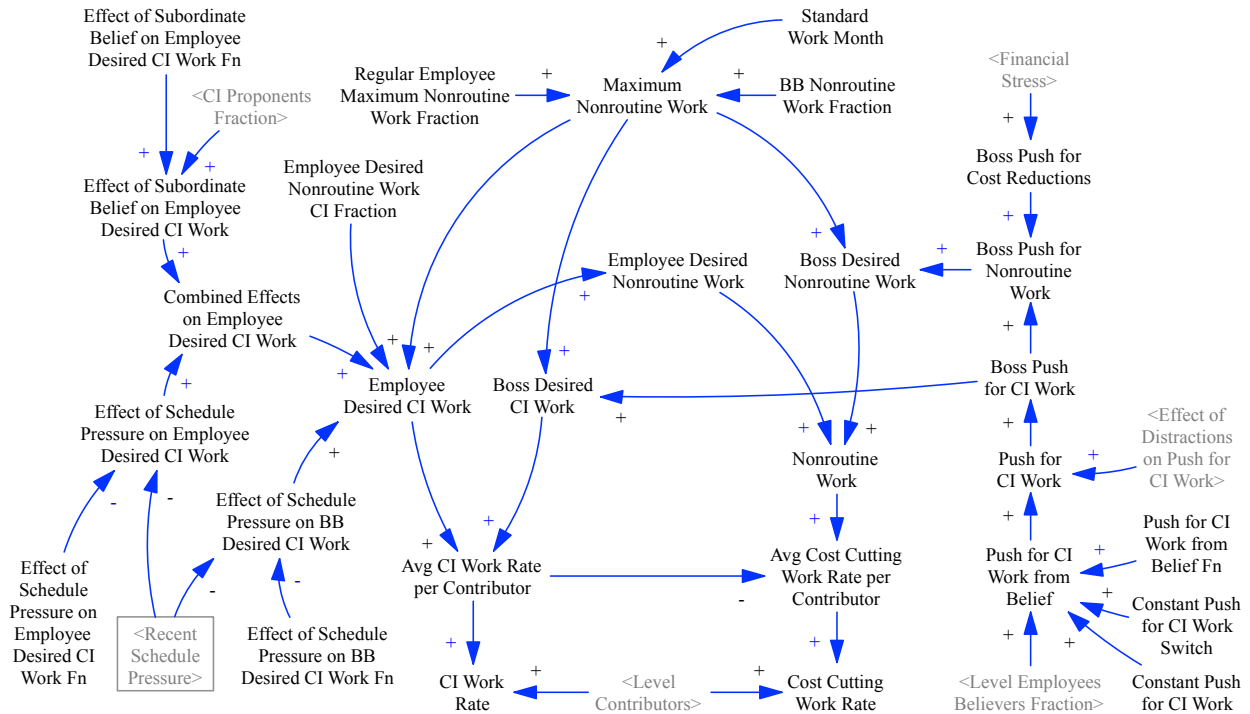 Effect of Subordinate
Belief on Employee
Desired CI Work Fn
Standard
Work Month
<CI Proponents
Fraction>
Regular Employee
Maximum Nonroutine
Work Fraction
Maximum
Nonroutine Work
BB Nonroutine
Work Fraction
<Financial
Stress>
Boss Push for
Cost Reductions
Effect of Subordinate
Belief on Employee
Desired CI Work
Employee Desired
Nonroutine Work
CI Fraction
Employee Desired
Nonroutine Work
Boss Desired
Nonroutine Work
Boss Push for
Nonroutine
Work
Combined Effects
on Employee
Desired CI Work
Employee
Desired CI Work
Boss Desired
CI Work
Boss Push
for CI Work
Effect of Schedule
Pressure on Employee
Desired CI Work
<Effect of
Distractions
on Push for
CI Work>
Nonroutine
Work
Push for
CI Work
Effect of Schedule
Pressure on BB
Desired CI Work
Effect of
Schedule
Pressure on
Employee
Desired CI
Work Fn
<Recent
Schedule
Pressure>
Effect of Schedule
Pressure on BB
Desired CI Work Fn
Avg CI Work Rate
per Contributor
Avg Cost Cutting
Work Rate per
Contributor
Push for CI
Work from
Belief
Push for CI
Work from
Belief Fn
Constant Push
for CI Work
Switch
CI Work
Rate
<Level
Contributors>
Cost Cutting
Work Rate
<Level Employees
Believers Fraction>
Constant Push
for CI Work